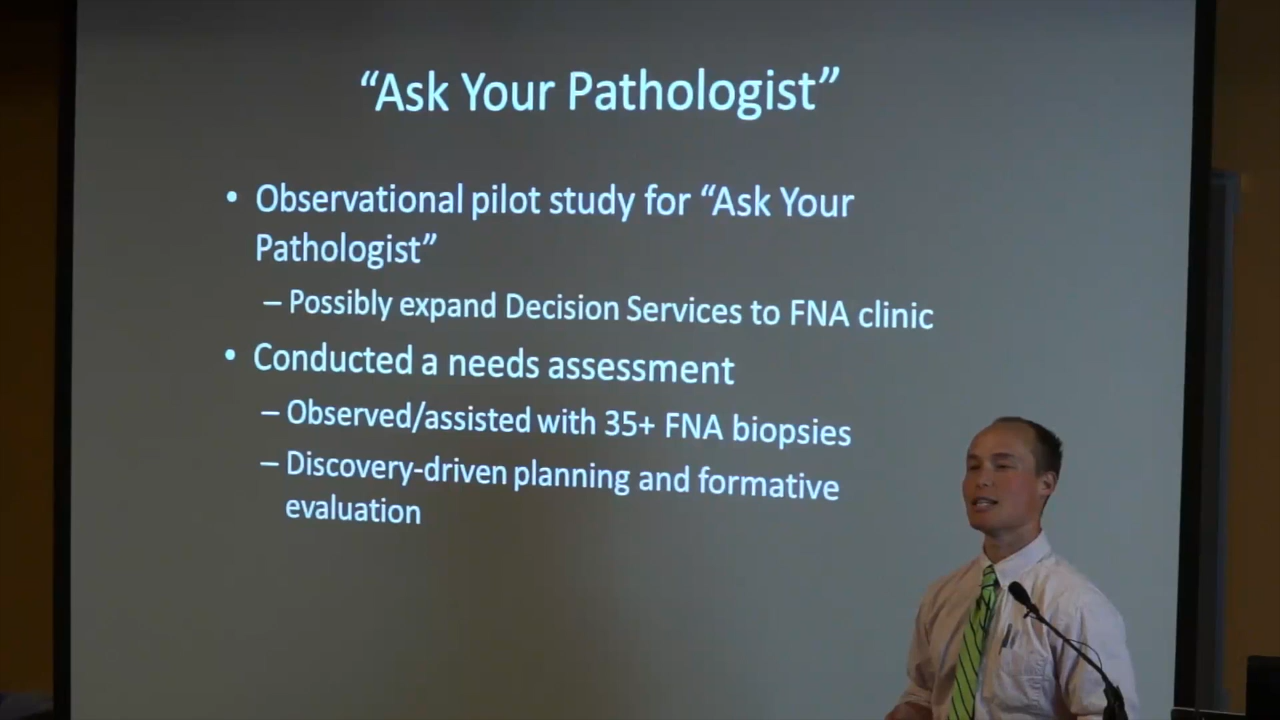 “Ask Your Pathologist”
• Observational pilot study for “Ask Your
Pathologist”
– Possibly expand Decision Services to FNA clinic
• Conducted a needs assessment
– Observed/assisted with 35+ FNA biopsies
– Discovery-driven planning and formative
evaluation